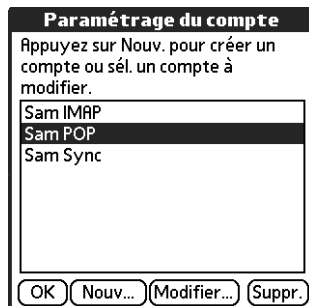 Paramétrage du compte
Appuyez sur Nouv. pour créer un
compte ou sél. un compte à
modifier.
Sam IMAP
Sam POP
Sam Sync
OK Nouv... Modifier... Suppr.